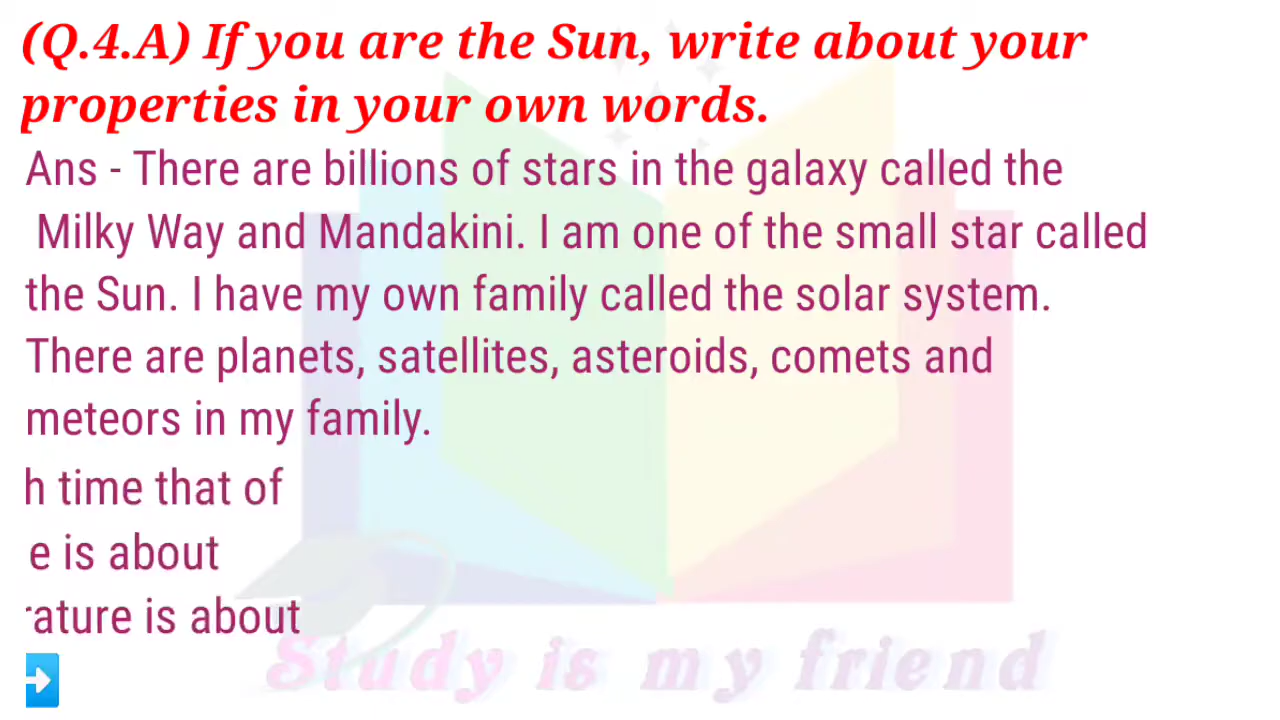 (Q.4.A) If you are the Sun, write about your
properties in your own words.
Ans - There are billions of stars in the galaxy called the
Milky Way and Mandakini. I am one of the small star called
the Sun. I have my own family called the solar system.
There are planets, satellites, asteroids, comets and
meteors in my family.
h time that of
e is about
ature is about
Study is my friend